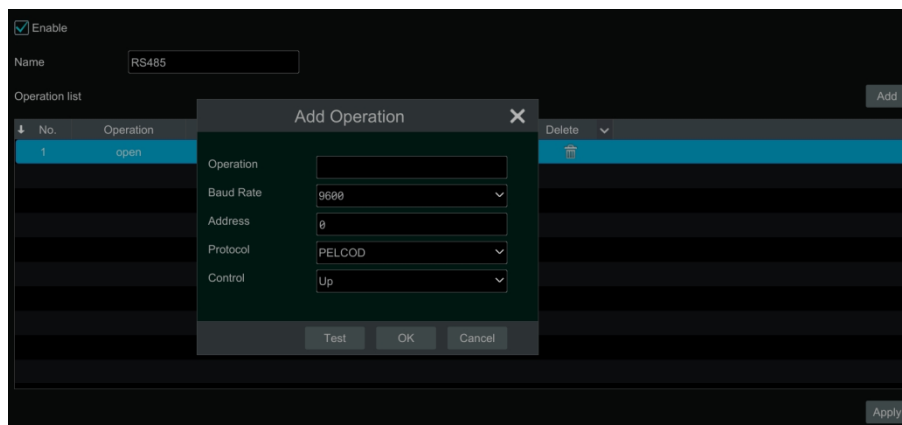 Enable
Name RS485
Operation list Add
Add Operation
No. Operation Delete
1 open
Operation
Baud Rate 9600
Address 0
Protocol PELCOD
Control Up
Test OK Cancel
Apply